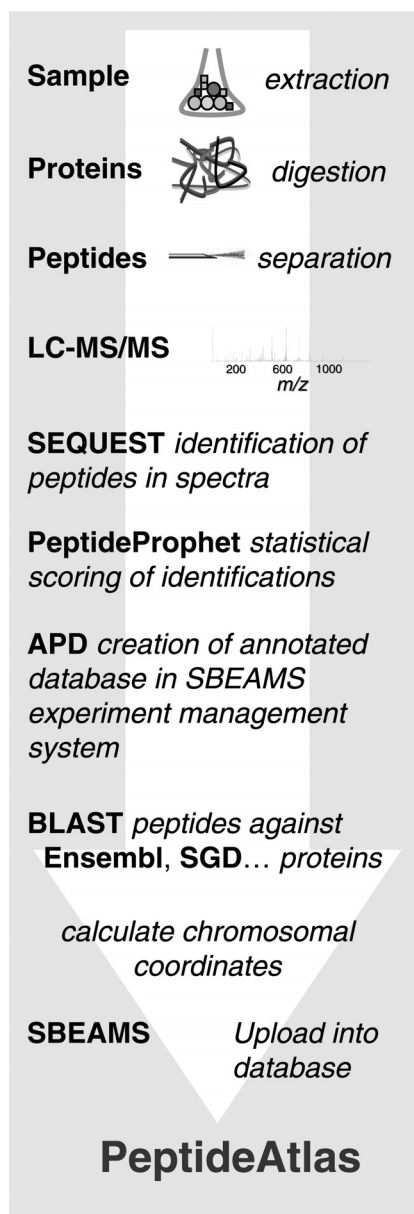 Sample extraction
Proteins digestion
Peptides separation
LC-MS/MS
200 600 1000
m/z
SEQUEST identification of
peptides in spectra
PeptideProphet statistical
scoring of identifications
APD creation of annotated
database in SBEAMS
experiment management
system
BLAST peptides against
Ensembl, SGD... proteins
calculate chromosomal
coordinates
SBEAMS Upload into
database
PeptideAtlas